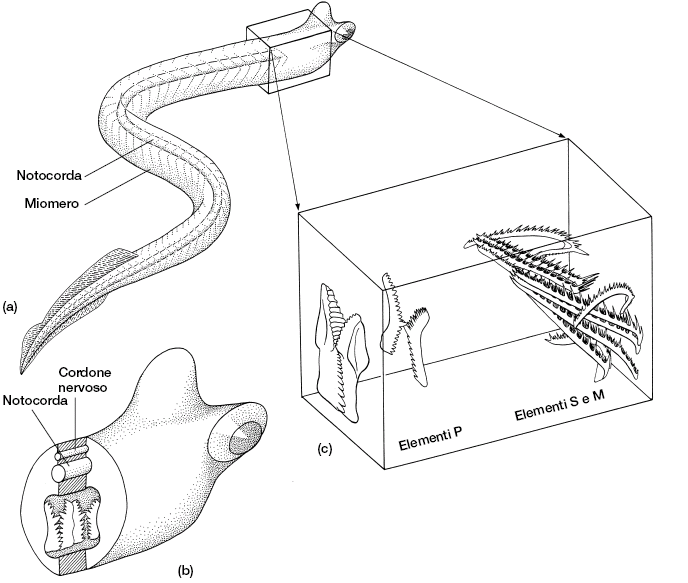 Notocorda
Miomero
(a)
Cordone
nervoso
Notocorda
(b)
(c)
Elementi P
Elementi S e M